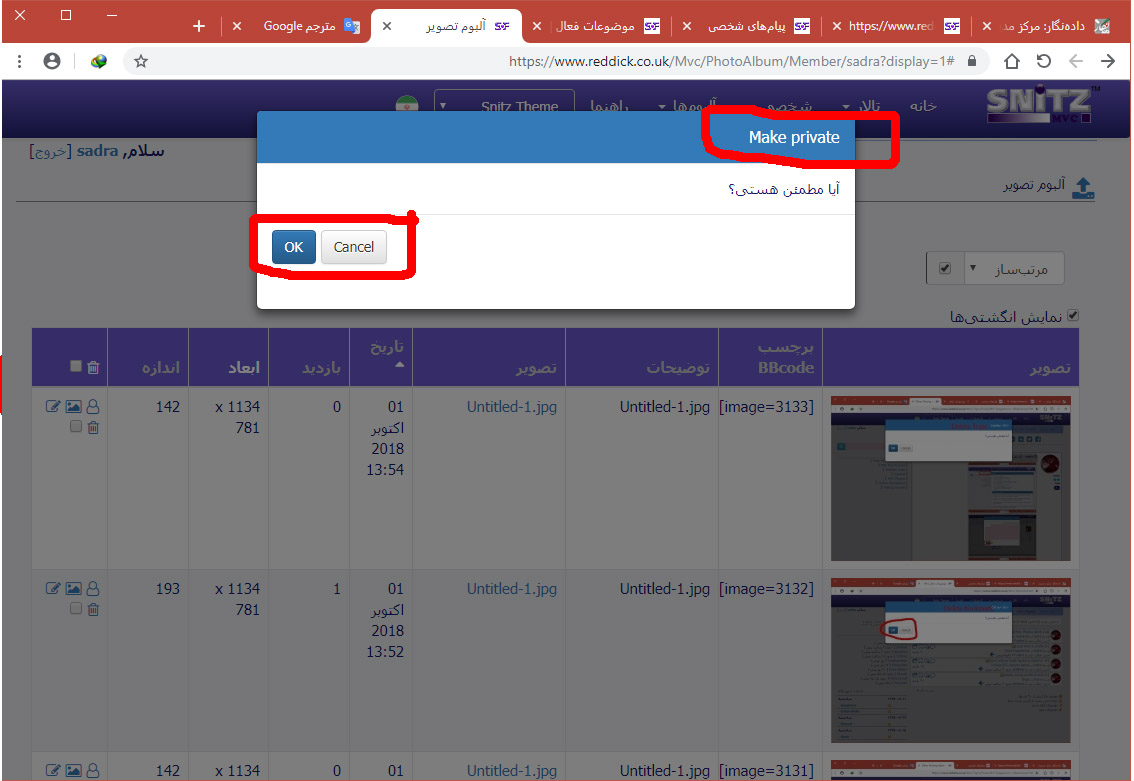 داده‌نگار: مرکز مد
https://www.red
پیام‌های شخصی
موضوعات فعال
آلبوم تصویر
مترجم Google
https://www.reddick.co.uk/Mvc/PhotoAlbum/Member/sadra?display=1#
SNITZ™
MVC
خانه
تالار
شخصی
آلبوم‌ها
راهنما
Snitz Theme
سلام, sadra [خروج]
Make private
آیا مطمئن هستی؟
OK Cancel
آلبوم تصویر
مرتب‌ساز
نمایش انگشتی‌ها
تصویر
برچسب BBcode
توضیحات
تصویر
بازدید
تاریخ
ابعاد
اندازه
[image=3133] Untitled-1.jpg Untitled-1.jpg 0 01 1134 x 142
اکتبور 781
2018
13:54
[image=3132] Untitled-1.jpg Untitled-1.jpg 1 01 1134 x 193
اکتبور 781
2018
13:52
[image=3131] Untitled-1.jpg Untitled-1.jpg 0 01 1134 x 142